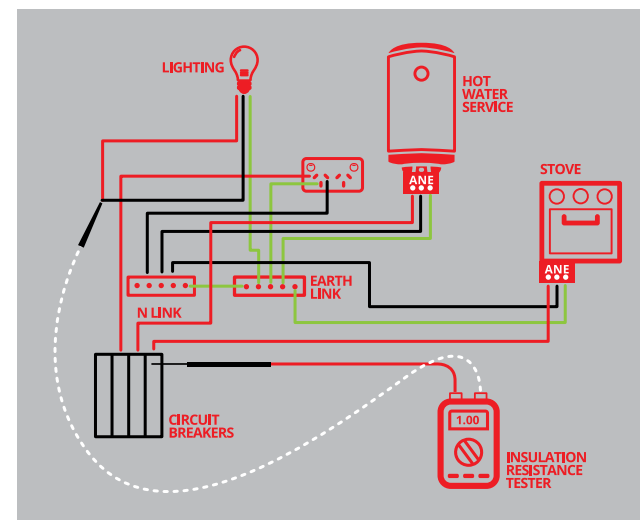 LIGHTING
HOT
WATER
SERVICE
STOVE
ANE
ANE
EARTH
LINK
N LINK
CIRCUIT
BREAKERS
1.00
INSULATION
RESISTANCE
TESTER